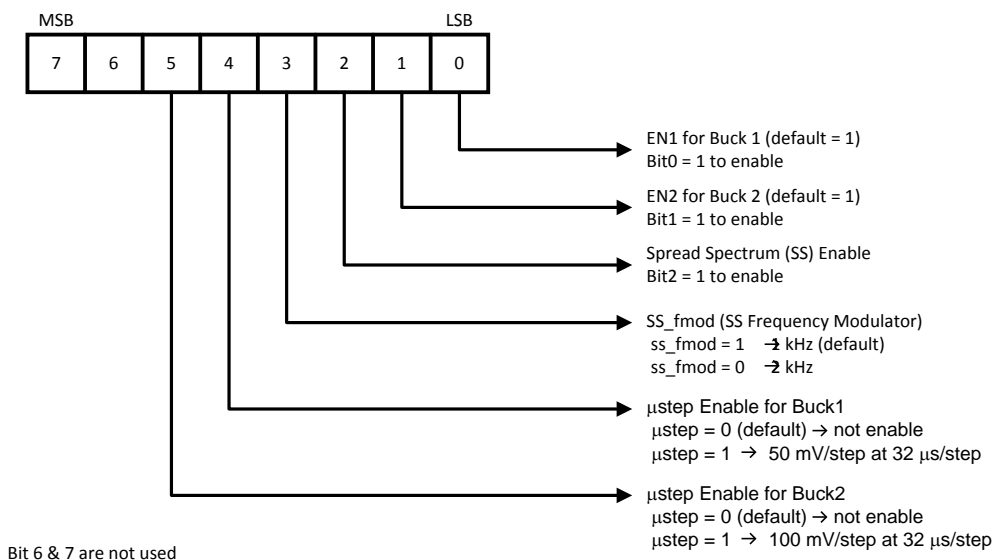 MSB LSB
7 6 5 4 3 2 1 0
EN1 for Buck 1 (default = 1)
Bit0 = 1 to enable
EN2 for Buck 2 (default = 1)
Bit1 = 1 to enable
Spread Spectrum (SS) Enable
Bit2 = 1 to enable
SS_fmod (SS Frequency Modulator)
ss_fmod = 1 →1 kHz (default)
ss_fmod = 0 →2 kHz
µstep Enable for Buck1
µstep = 0 (default) → not enable
µstep = 1 → 50 mV/step at 32 µs/step
µstep Enable for Buck2
µstep = 0 (default) → not enable
µstep = 1 → 100 mV/step at 32 µs/step
Bit 6 & 7 are not used